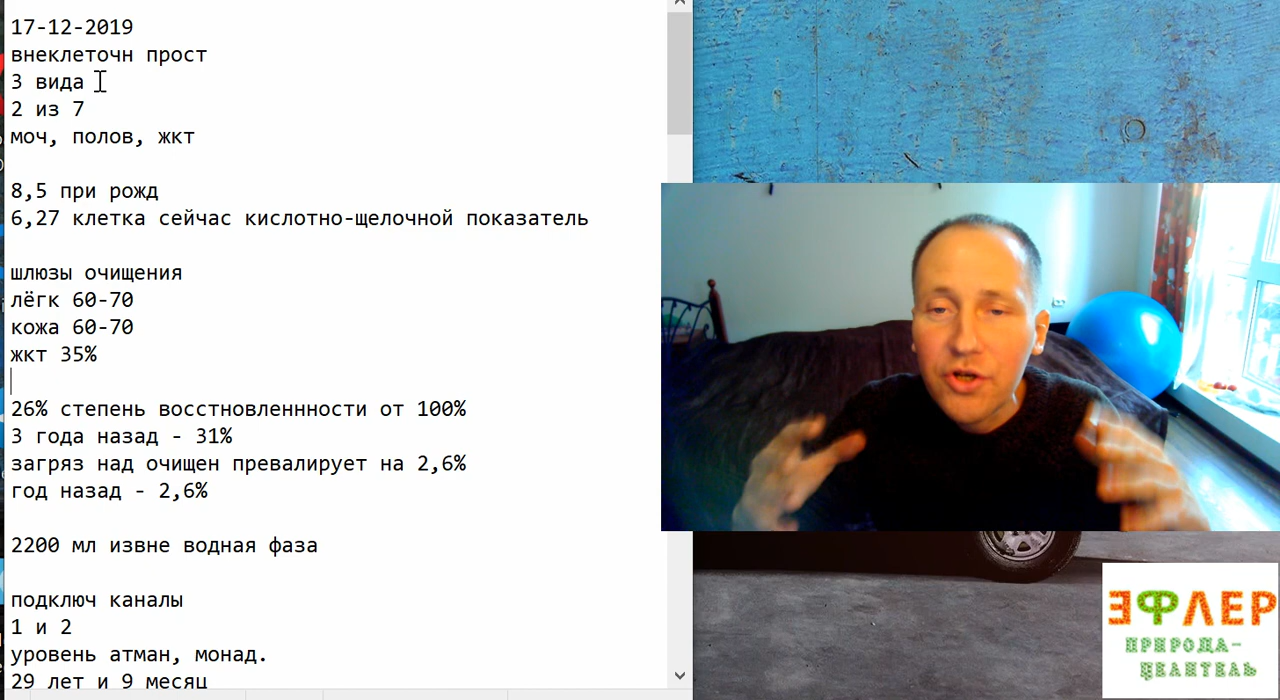 17-12-2019
внеклеточн прост
3 вида
2 из 7
моч, полов, жкт
8,5 при рожд
6,27 клетка сейчас кислотно-щелочной показатель
шлюзы очищения
лёгк 60-70
кожа 60-70
жкт 35%
26% степень восстновленнности от 100%
3 года назад - 31%
загряз над очищен превалирует на 2,6%
год назад - 2,6%
2200 мл извне водная фаза
подключ каналы
1 и 2
уровень атман, монад.
29 лет и 9 месяц
ЭФЛЕР
ПРИРОДА-
ЦЕЛИТЕЛЬ